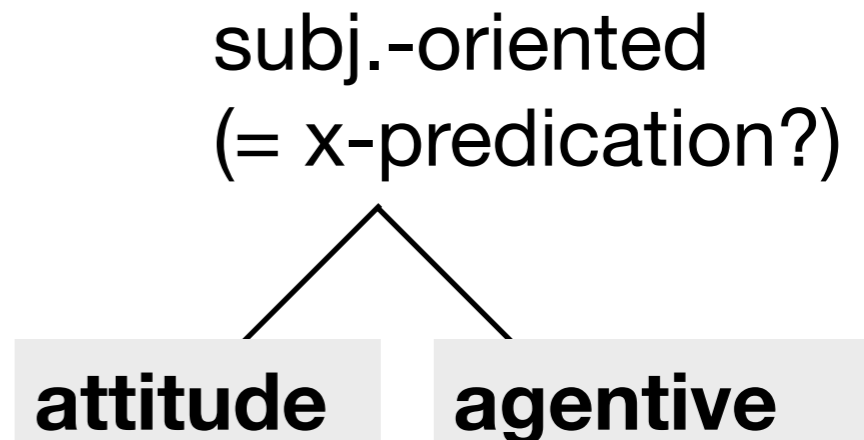 subj.-oriented
(= x-predication?)
attitude agentive